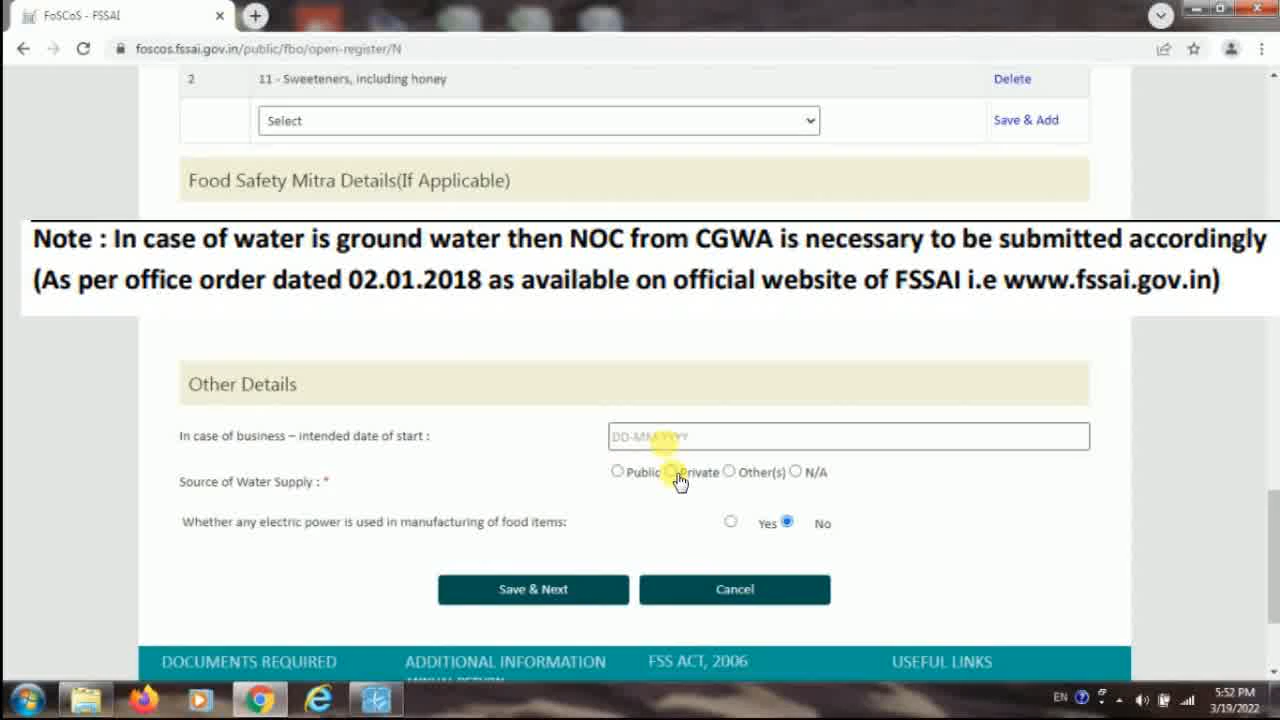 FoSCoS - FSSAI
foscos.fssai.gov.in/public/fbo/open-register/N
2 11 - Sweeteners, including honey Delete
Select Save & Add
Food Safety Mitra Details(If Applicable)
Note : In case of water is ground water then NOC from CGWA is necessary to be submitted accordingly
(As per office order dated 02.01.2018 as available on official website of FSSAI i.e www.fssai.gov.in)
Other Details
In case of business – intended date of start :
DD-MM-YYYY
Public Private Other(s) N/A
Source of Water Supply : *
Whether any electric power is used in manufacturing of food items: Yes No
Save & Next Cancel
DOCUMENTS REQUIRED ADDITIONAL INFORMATION FSS ACT, 2006 USEFUL LINKS
ANNUAL RETURN
EN 5:52 PM
3/19/2022